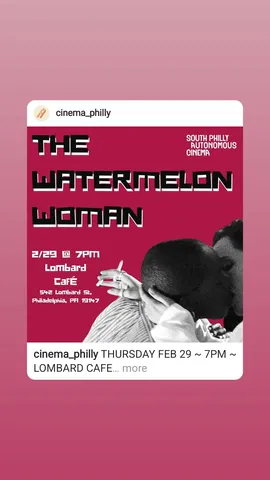 cinema_philly
THE
WATERMELON
WOMAN
SOUTH PHILLY
AUTONOMOUS
CINEMA
2/29 @ 7PM
Lombard
Café
542 Lombard St,
Philadelphia, PA 19147
cinema_philly THURSDAY FEB 29 ~ 7PM ~
LOMBARD CAFE... more